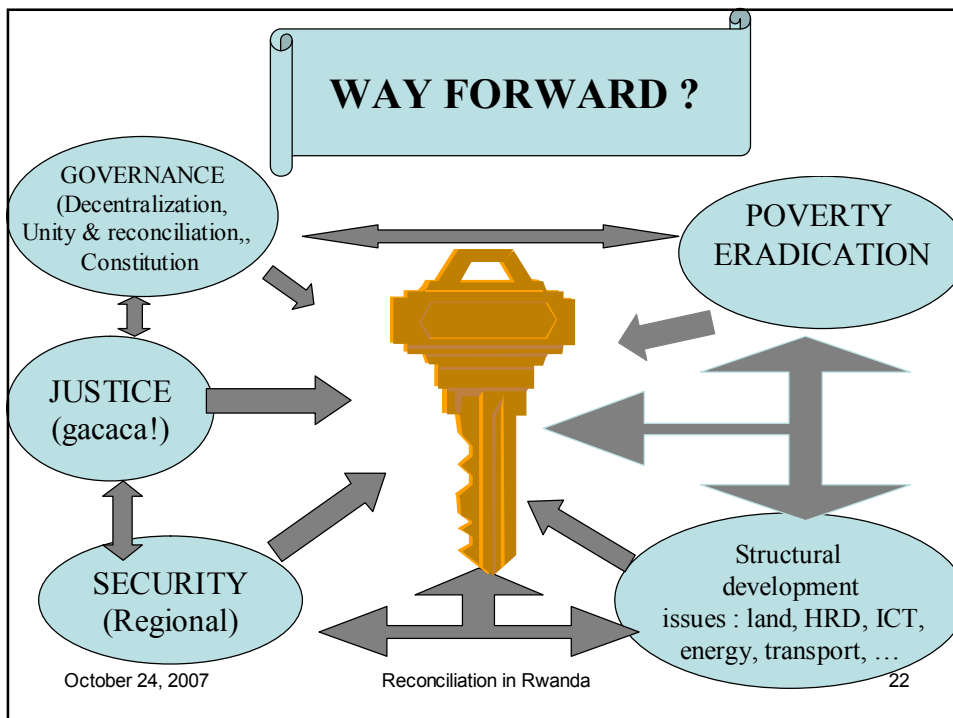 WAY FORWARD ?
GOVERNANCE
(Decentralization,
Unity & reconciliation,,
Constitution
POVERTY
ERADICATION
JUSTICE
(gacaca!)
SECURITY
(Regional)
Structural
development
issues : land, HRD, ICT,
energy, transport, …
October 24, 2007
Reconciliation in Rwanda
22